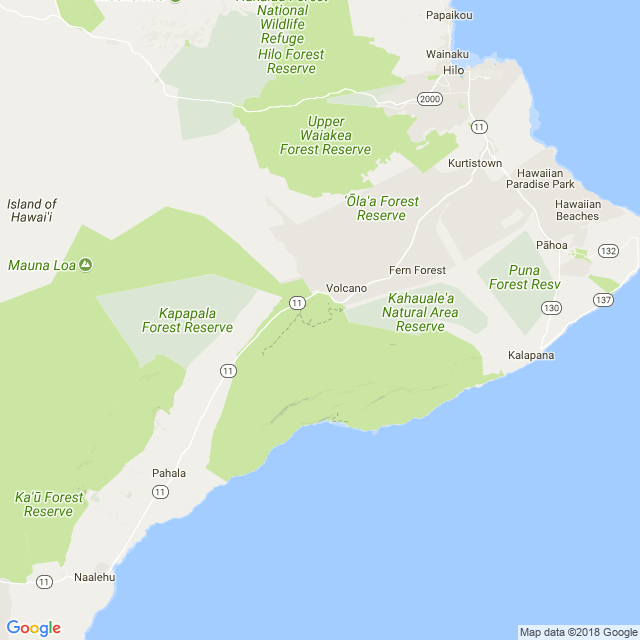 Papaikou
National
Wildlife
Refuge
Wainaku
Hilo Forest
Reserve
Hilo
2000
Upper
Waiakea
Forest Reserve
11
Kurtistown
Hawaiian
Paradise Park
ʻŌla'a Forest
Reserve
Island of
Hawai'i
Hawaiian
Beaches
Pāhoa
132
Mauna Loa
Fern Forest
Puna
Forest Resv
Volcano
11
Kahauale'a
Natural Area
Reserve
137
130
Kapapala
Forest Reserve
Kalapana
11
Pahala
11
Ka'ū Forest
Reserve
11
Naalehu
Google
Map data ©2018 Google